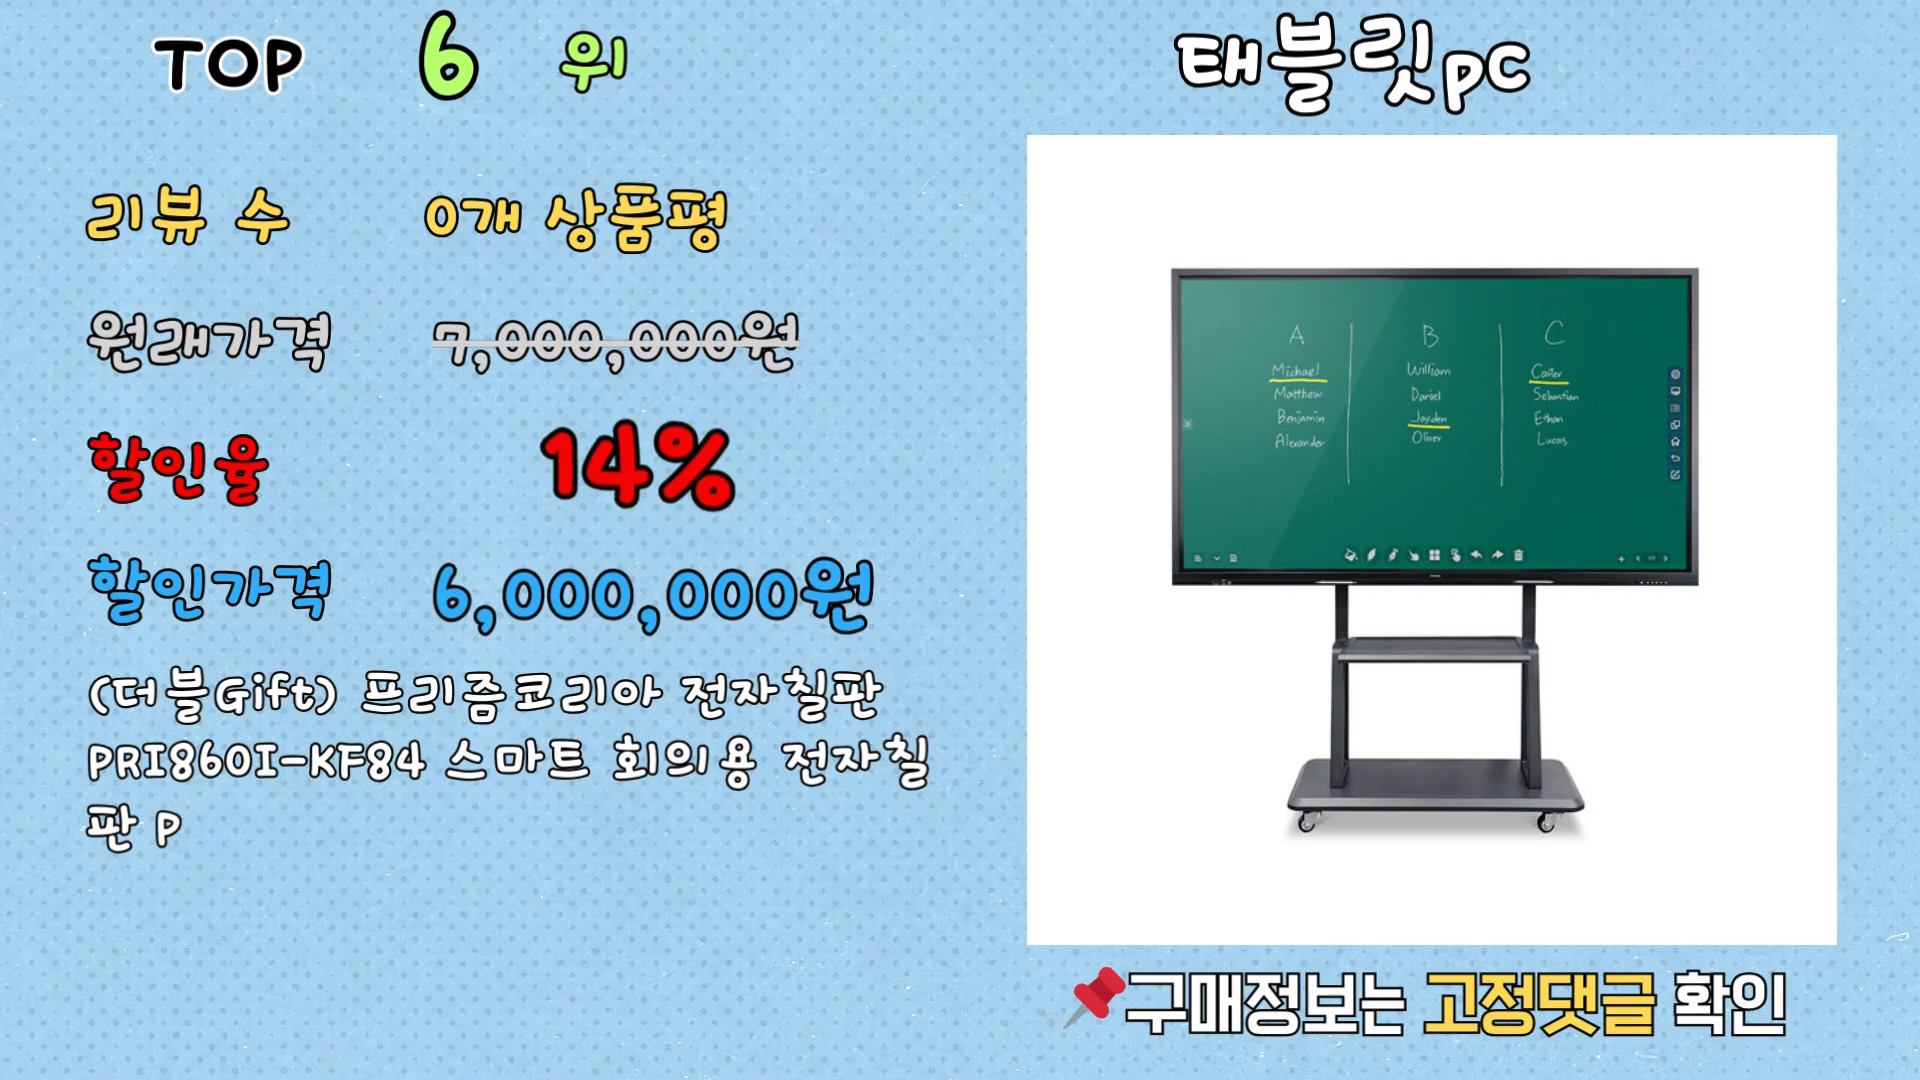 TOP 6 위
태블릿pc
리뷰 수 0개 상품평
원래가격 7,000,000원
할인율 14%
할인가격 6,000,000원
(더블Gift) 프리즘코리아 전자칠판
PRI860I-KF84 스마트 회의용 전자칠
판 P
A B C
Michael William Carter
Matthew Daniel Sebastian
Benjamin Jayden Ethan
Alexander Oliver Lucas
구매정보는 고정댓글 확인